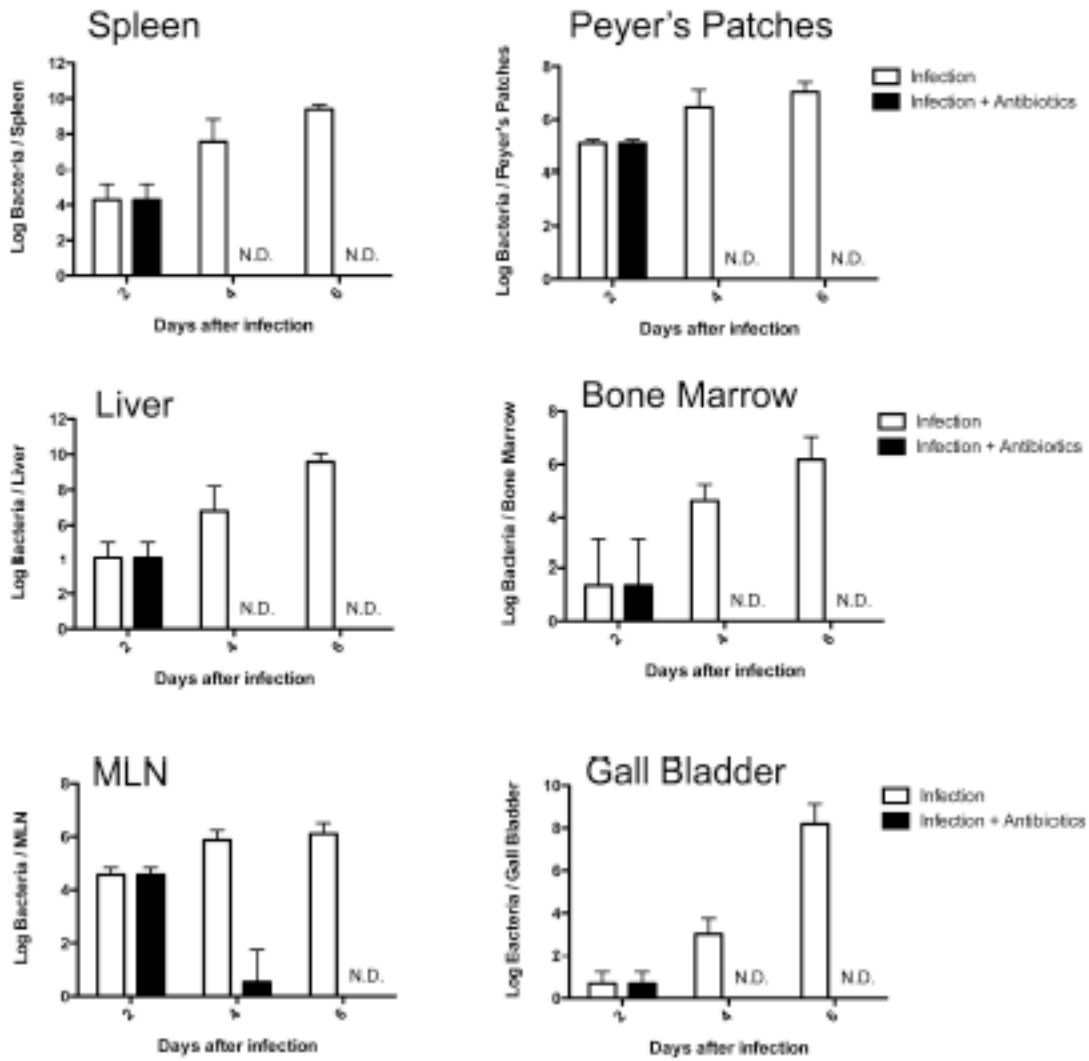 Spleen
Log Bacteria / Spleen
12
10
8
6
4
2
0
N.D.
N.D.
2
4
6
Days after infection
Peyer's Patches
Log Bacteria / Peyer's Patches
8
6
4
2
0
N.D.
N.D.
2
4
6
Days after infection
Infection
Infection + Antibiotics
Liver
Log Bacteria / Liver
12
10
8
6
2
0
N.D.
N.D.
2
4
6
Days after infection
Bone Marrow
Log Bacteria / Bone Marrow
8
6
4
2
0
N.D.
N.D.
2
4
6
Days after infection
Infection
Infection + Antibiotics
MLN
Log Bacteria / MLN
8
6
4
2
0
N.D.
2
4
6
Days after infection
Gall Bladder
Log Bacteria / Gall Bladder
10
8
6
4
2
0
N.D.
N.D.
2
4
6
Days after infection
Infection
Infection + Antibiotics